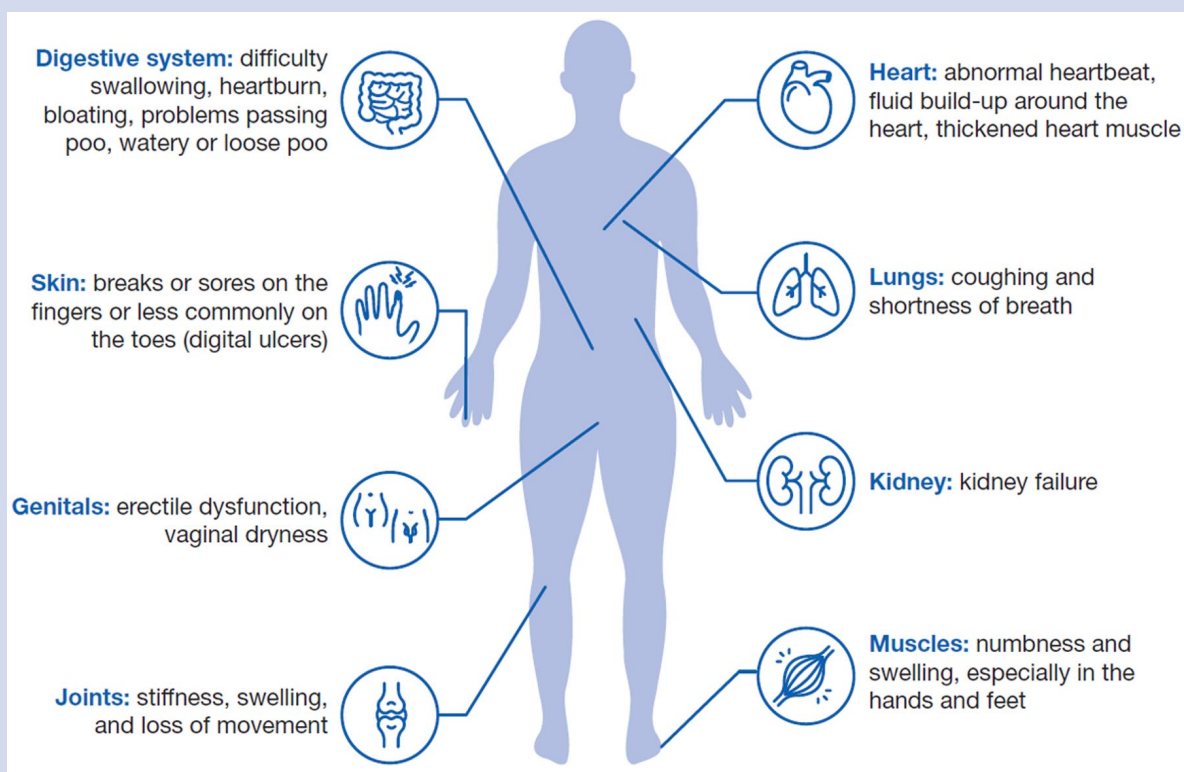 Digestive system: difficulty
swallowing, heartburn,
bloating, problems passing
poo, watery or loose poo
Skin: breaks or sores on the
fingers or less commonly on
the toes (digital ulcers)
Genitals: erectile dysfunction,
vaginal dryness
Joints: stiffness, swelling,
and loss of movement
Heart: abnormal heartbeat,
fluid build-up around the
heart, thickened heart muscle
Lungs: coughing and
shortness of breath
Kidney: kidney failure
Muscles: numbness and
swelling, especially in the
hands and feet